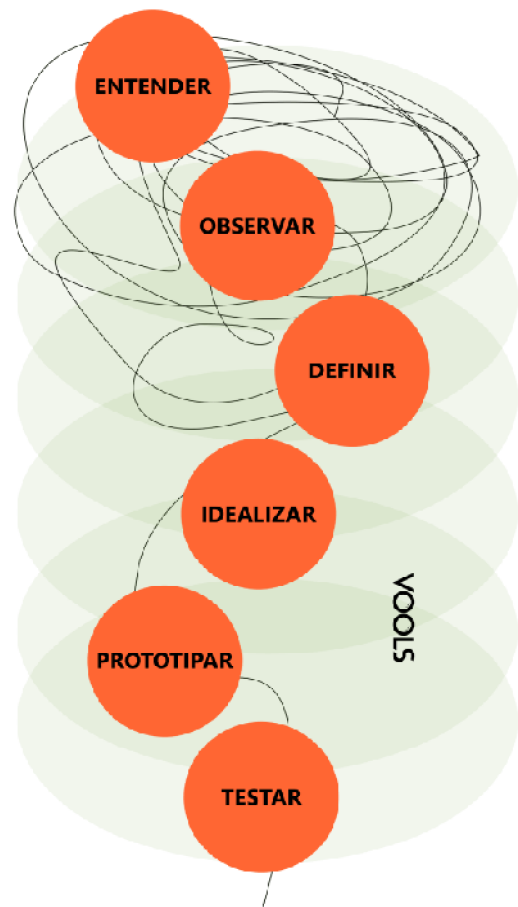 ENTENDER
OBSERVAR
DEFINIR
IDEALIZAR
VOOLS
PROTOTIPAR
TESTAR